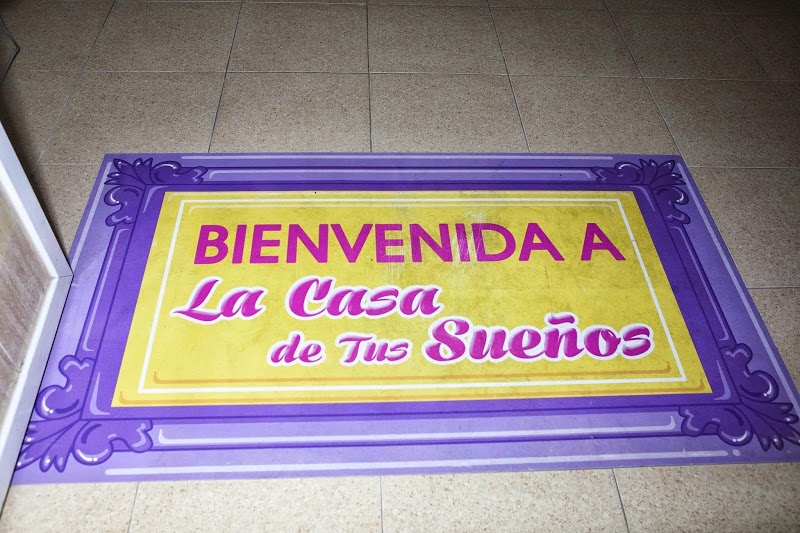 BIENVENIDA A
La Casa
de Tus Sueños